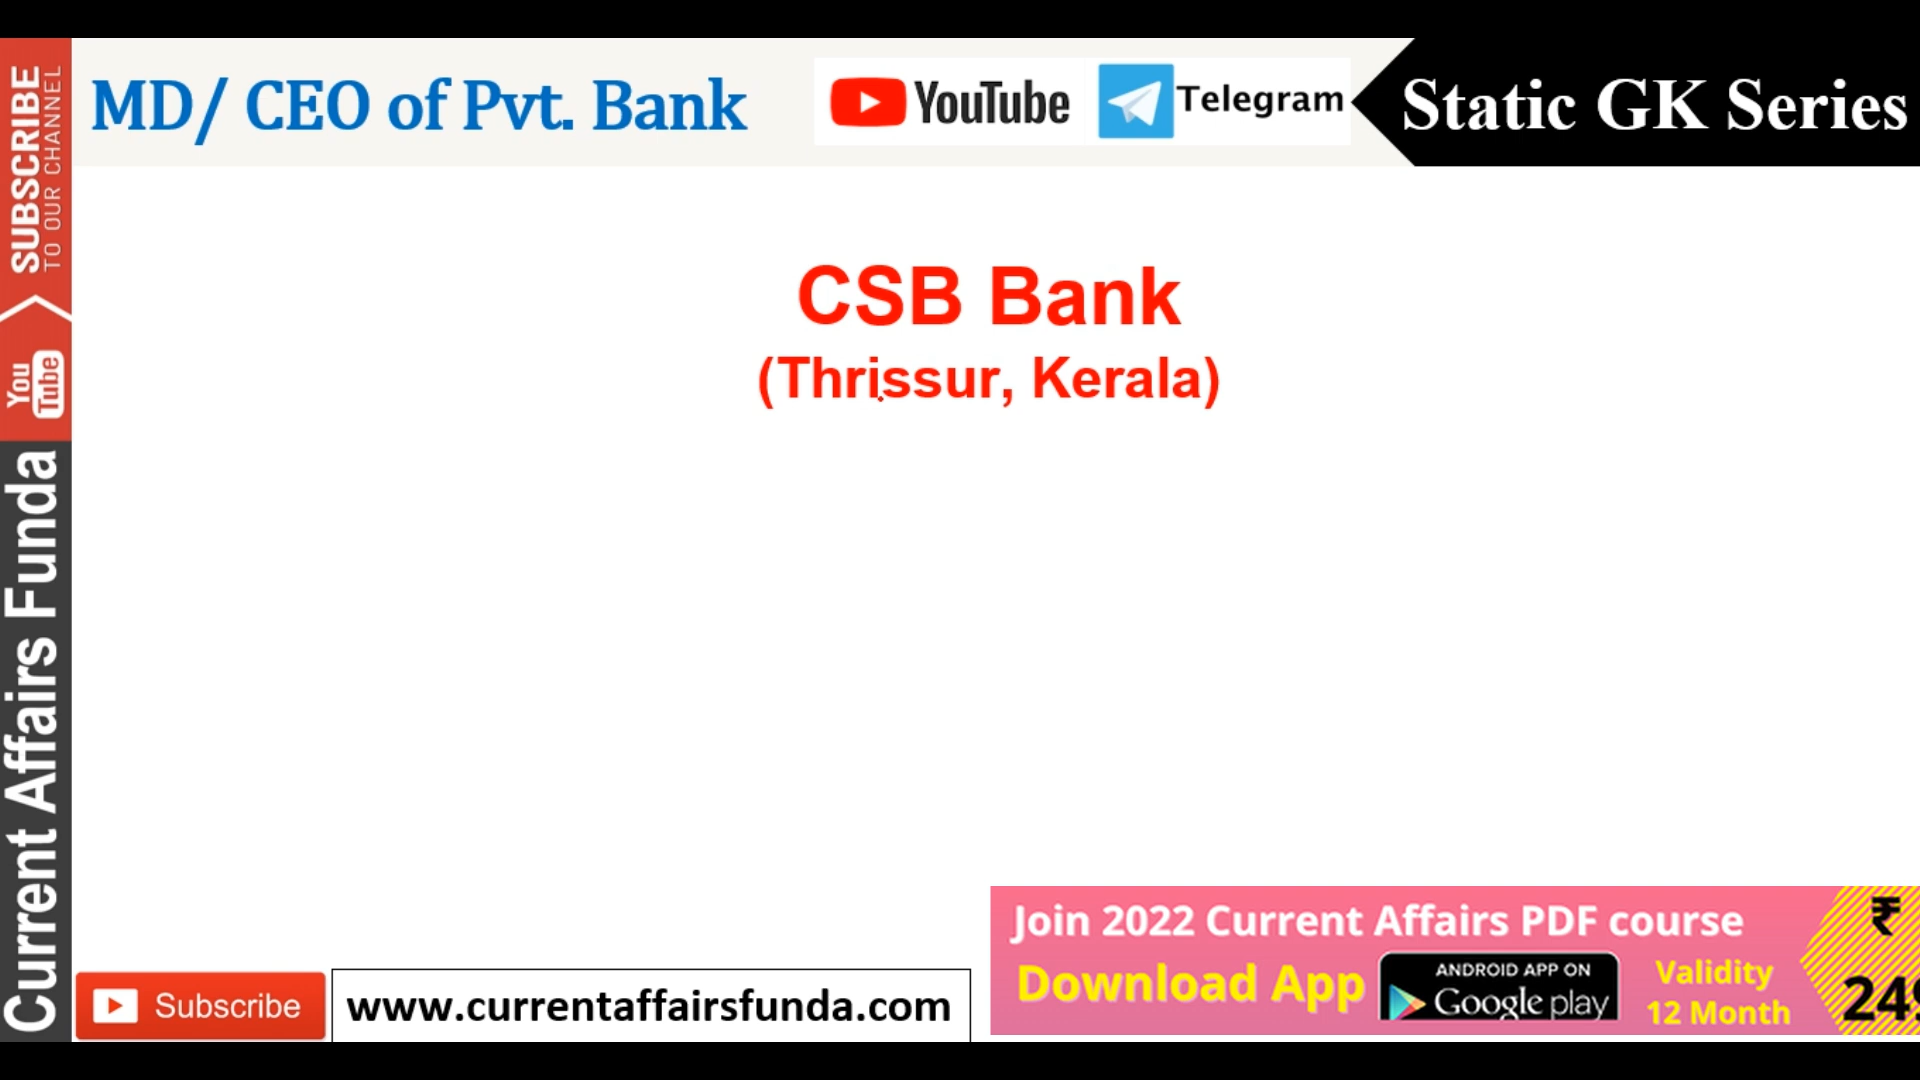 MD/ CEO of Pvt. Bank
YouTube
Telegram
Static GK Series
SUBSCRIBE
TO OUR CHANNEL
You
Tube
Current Affairs Funda
CSB Bank
(Thrissur, Kerala)
Join 2022 Current Affairs PDF course
Download App
ANDROID APP ON
Google play
Validity
12 Month
₹
Subscribe
www.currentaffairsfunda.com